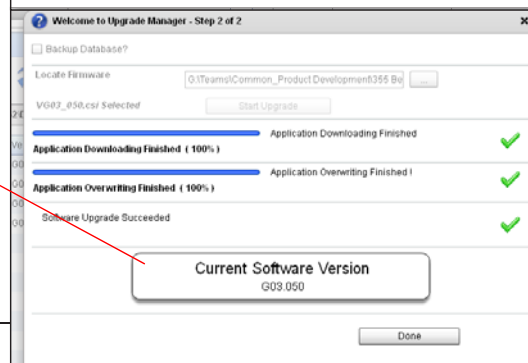 Welcome to Upgrade Manager - Step 2 of 2
Backup Database?
Locate Firmware
G:\Teams\Common_Product Development\355 Be
...
VG03_050.csi Selected
Start Upgrade
Application Downloading Finished
Application Downloading Finished ( 100% )
Application Overwriting Finished !
Application Overwriting Finished ( 100% )
Software Upgrade Succeeded
Current Software Version
G03.050
Done